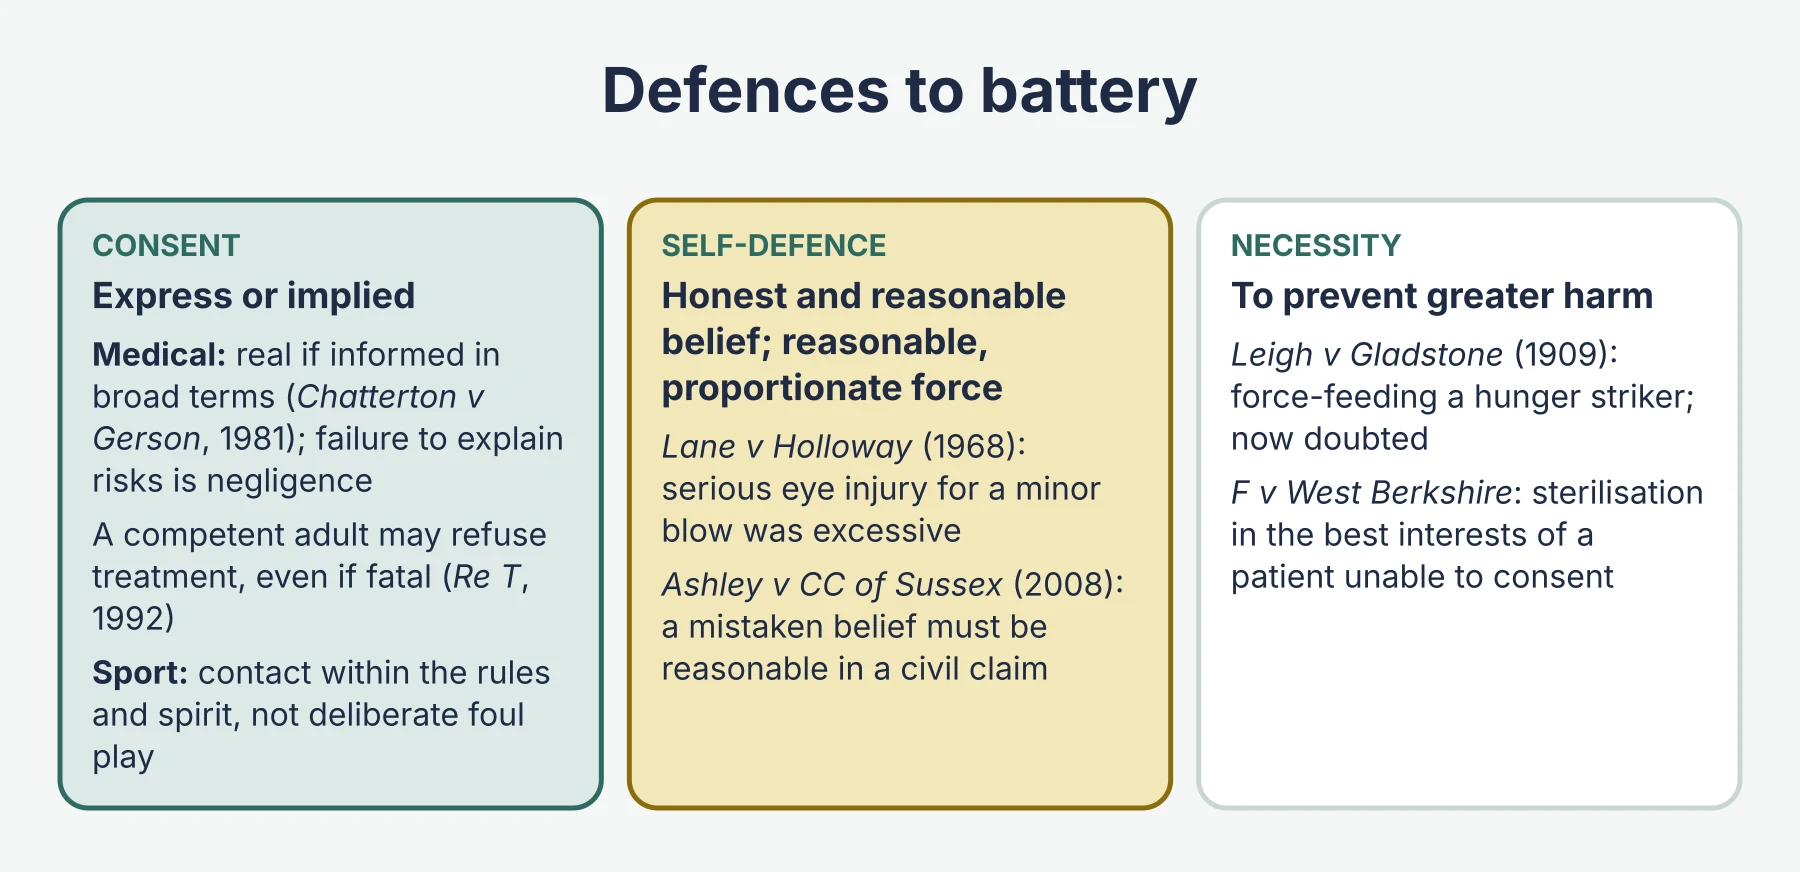 Defences to battery
CONSENT
Express or implied
Medical: real if informed in
broad terms (Chatterton v
Gerson, 1981); failure to explain
risks is negligence
A competent adult may refuse
treatment, even if fatal (Re T,
1992)
Sport: contact within the rules
and spirit, not deliberate foul
play
SELF-DEFENCE
Honest and reasonable
belief; reasonable,
proportionate force
Lane v Holloway (1968):
serious eye injury for a minor
blow was excessive
Ashley v CC of Sussex (2008):
a mistaken belief must be
reasonable in a civil claim
NECESSITY
To prevent greater harm
Leigh v Gladstone (1909):
force-feeding a hunger striker;
now doubted
F v West Berkshire: sterilisation
in the best interests of a
patient unable to consent